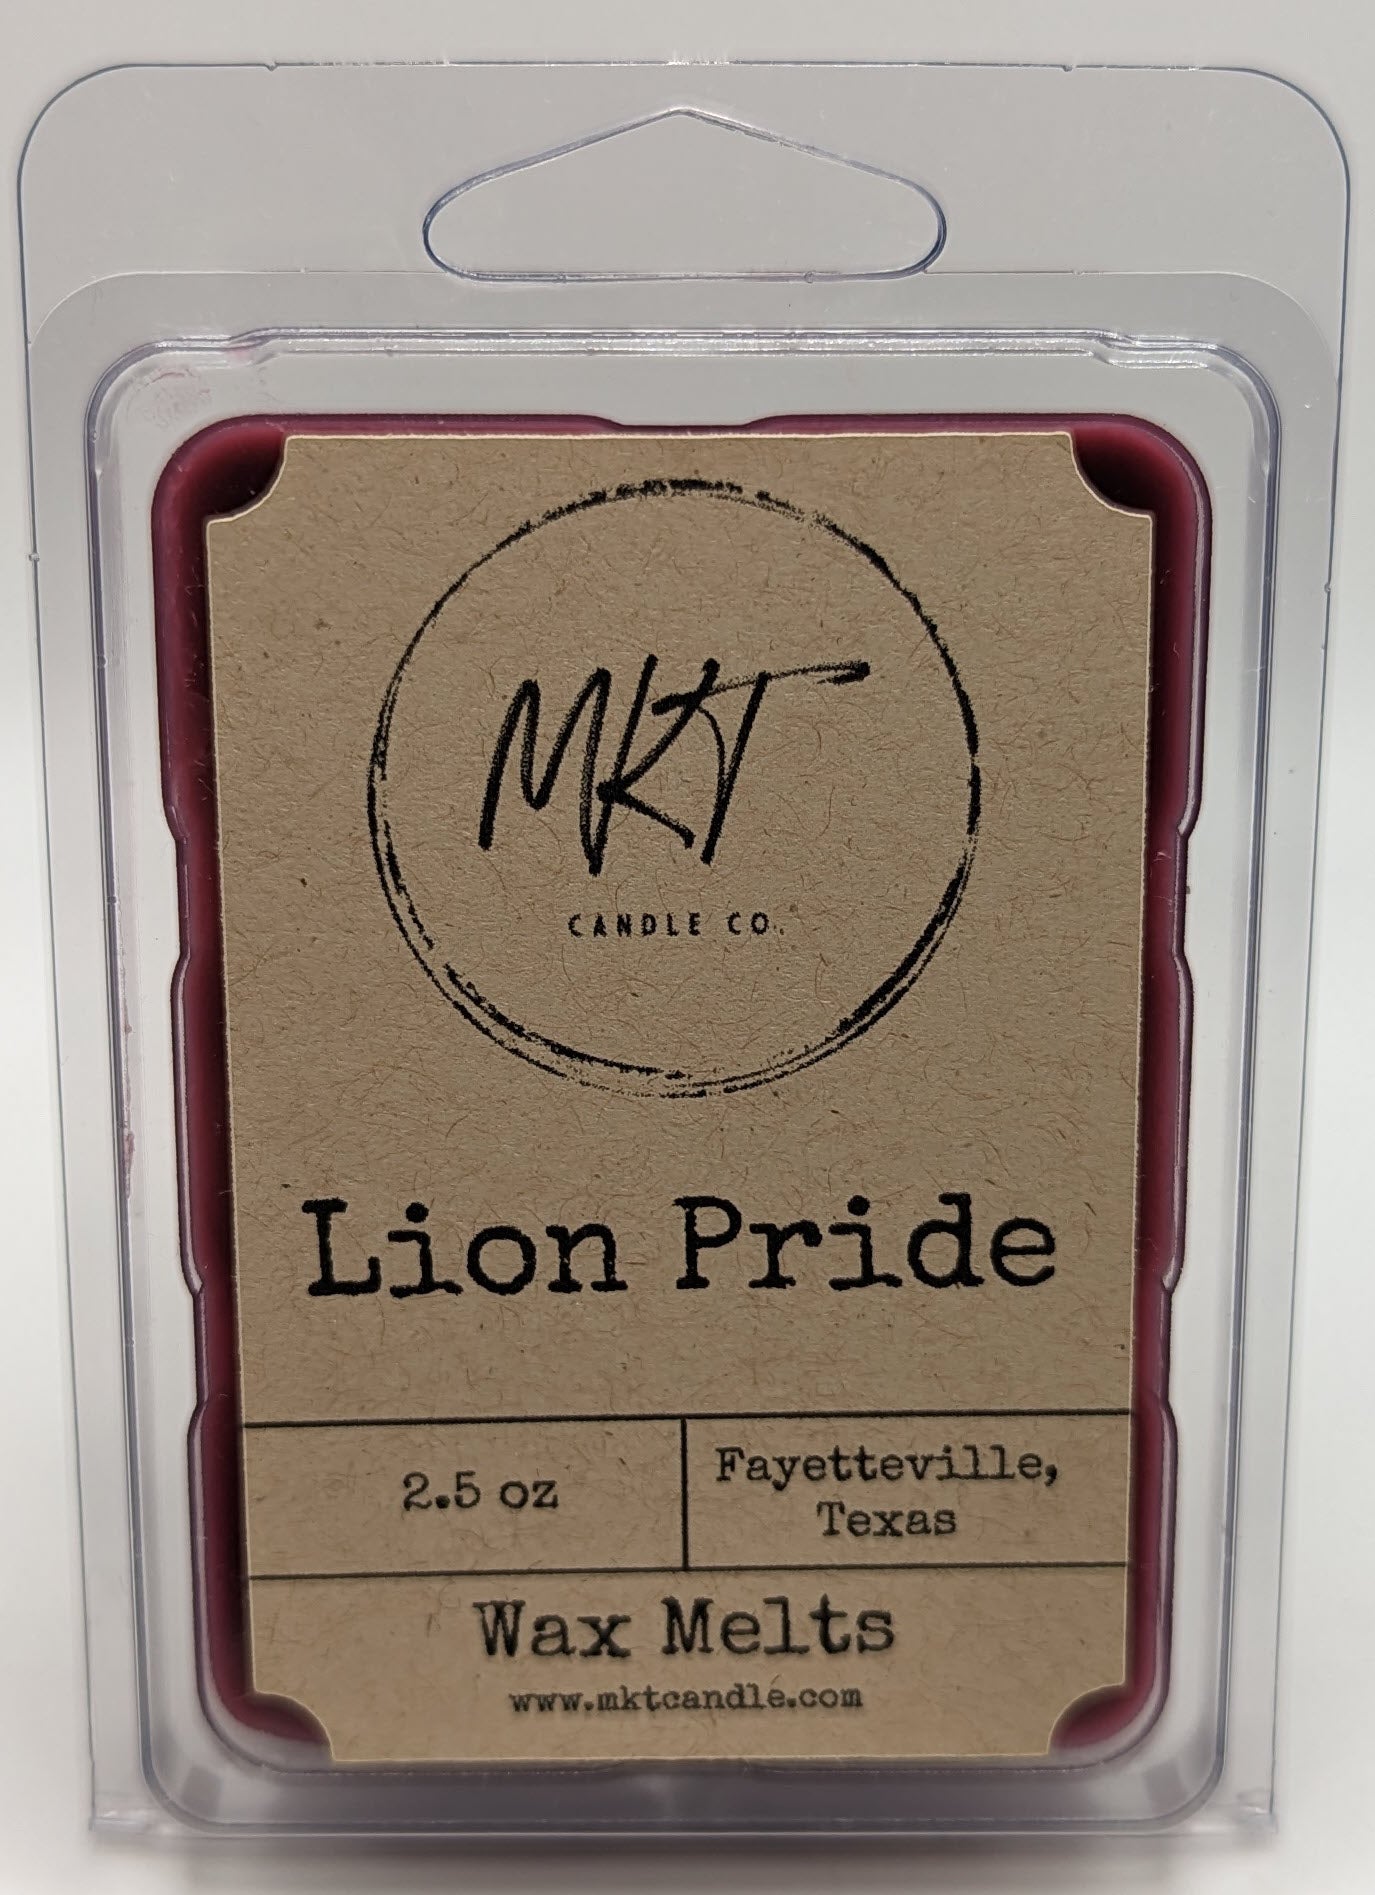 MKT
CANDLE CO.
Lion Pride
2.5 oz
Fayetteville,
Texas
Wax Melts
www.mktcandle.com